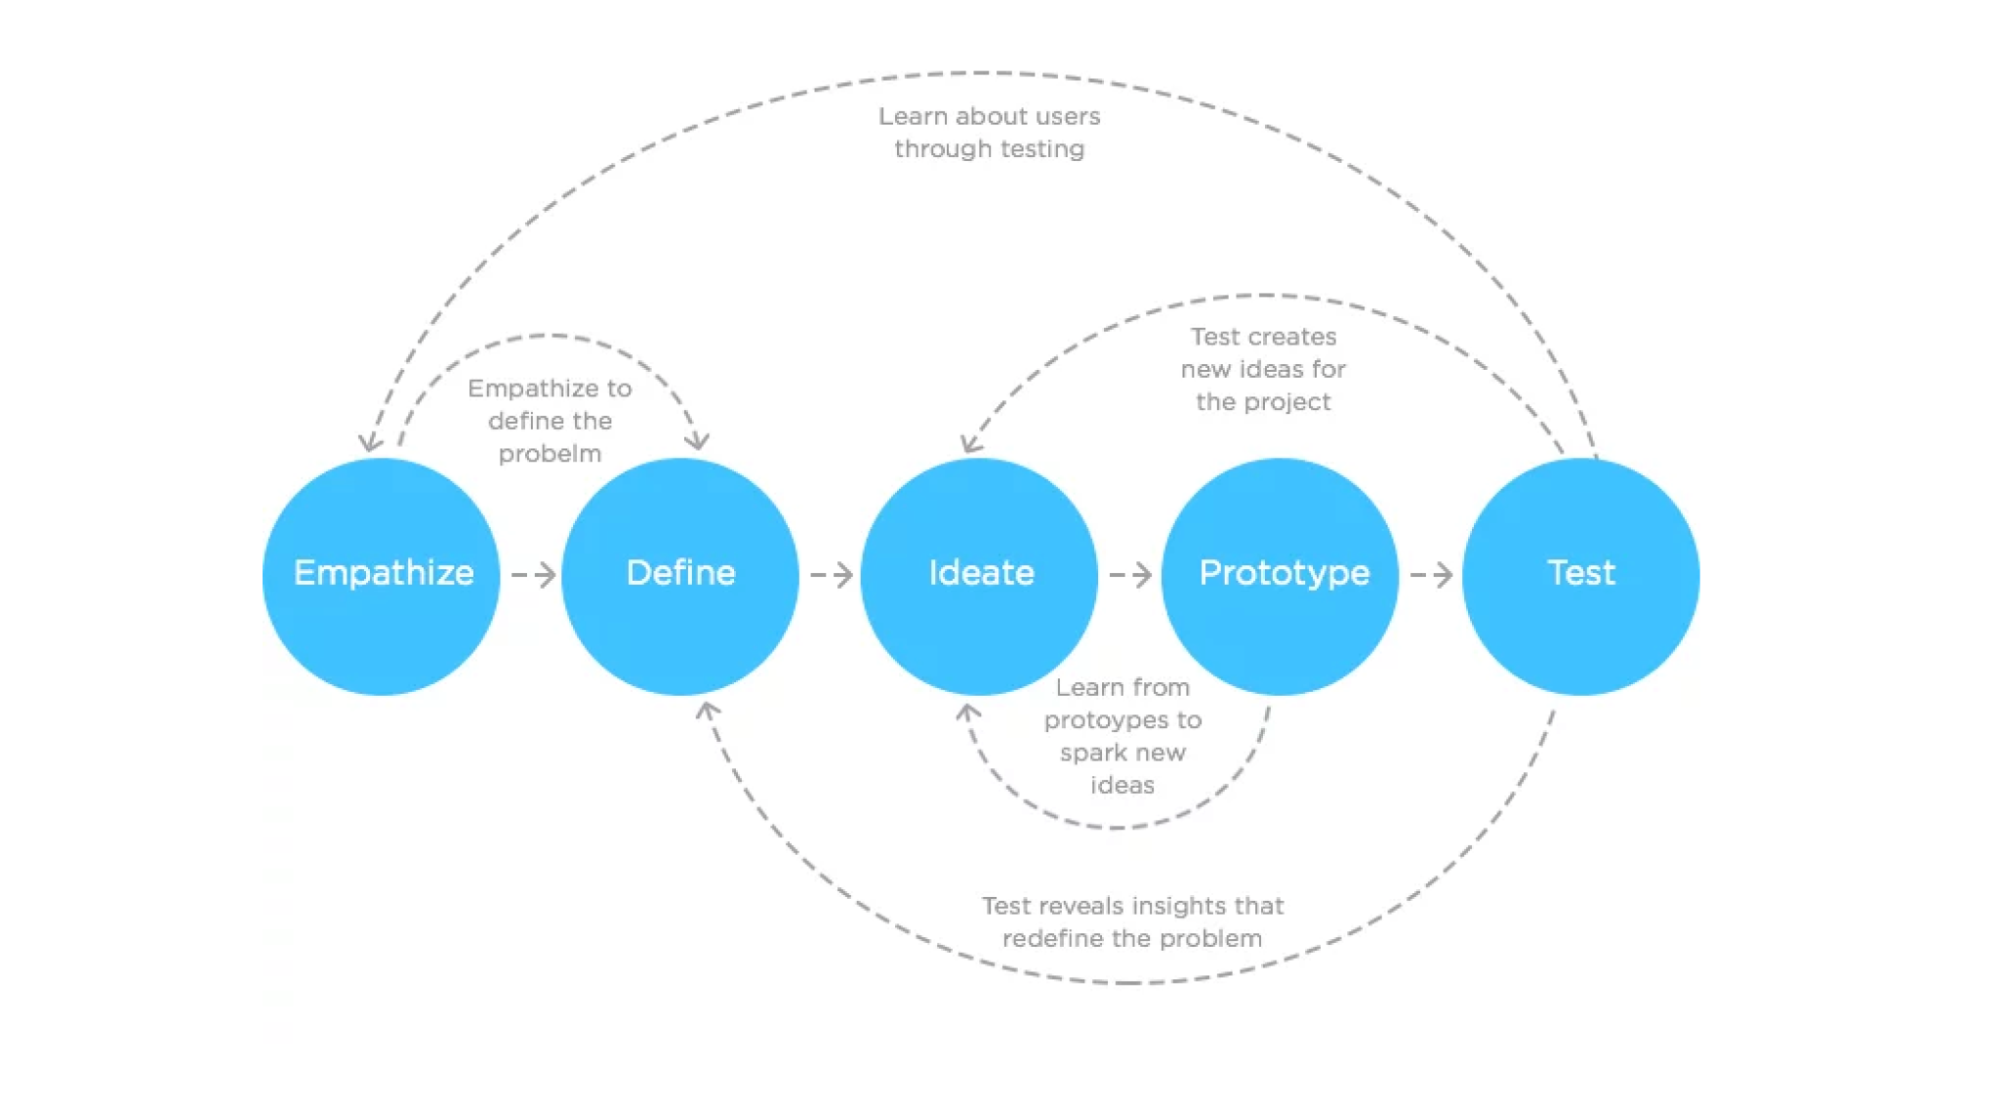 Learn about users
through testing
Test creates
new ideas for
the project
Empathize to
define the
probelm
Empathize
Define
Ideate
Prototype
Test
Learn from
protoypes to
spark new
ideas
Test reveals insights that
redefine the problem